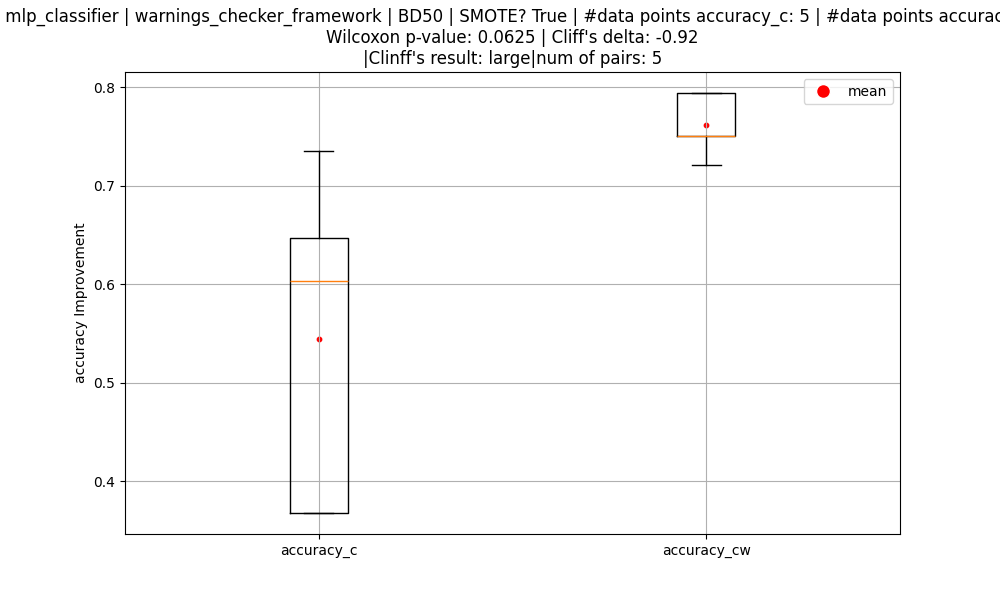 mlp_classifier | warnings_checker_framework | BD50 | SMOTE? True | #data points accuracy_c: 5 | #data points
Wilcoxon p-value: 0.0625 | Cliff's delta: -0.92
|Clinff's result: large|num of pairs: 5
mean
0.8
0.7
0.6
0.5
0.4
accuracy Improvement
accuracy_c
accuracy_cw